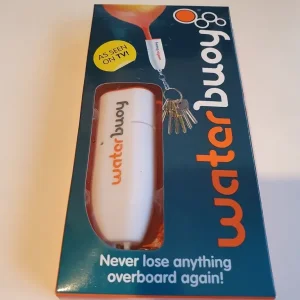 AS SEEN
ON TV!
waterbuoy
waterbuoy
Never lose anything
overboard again!